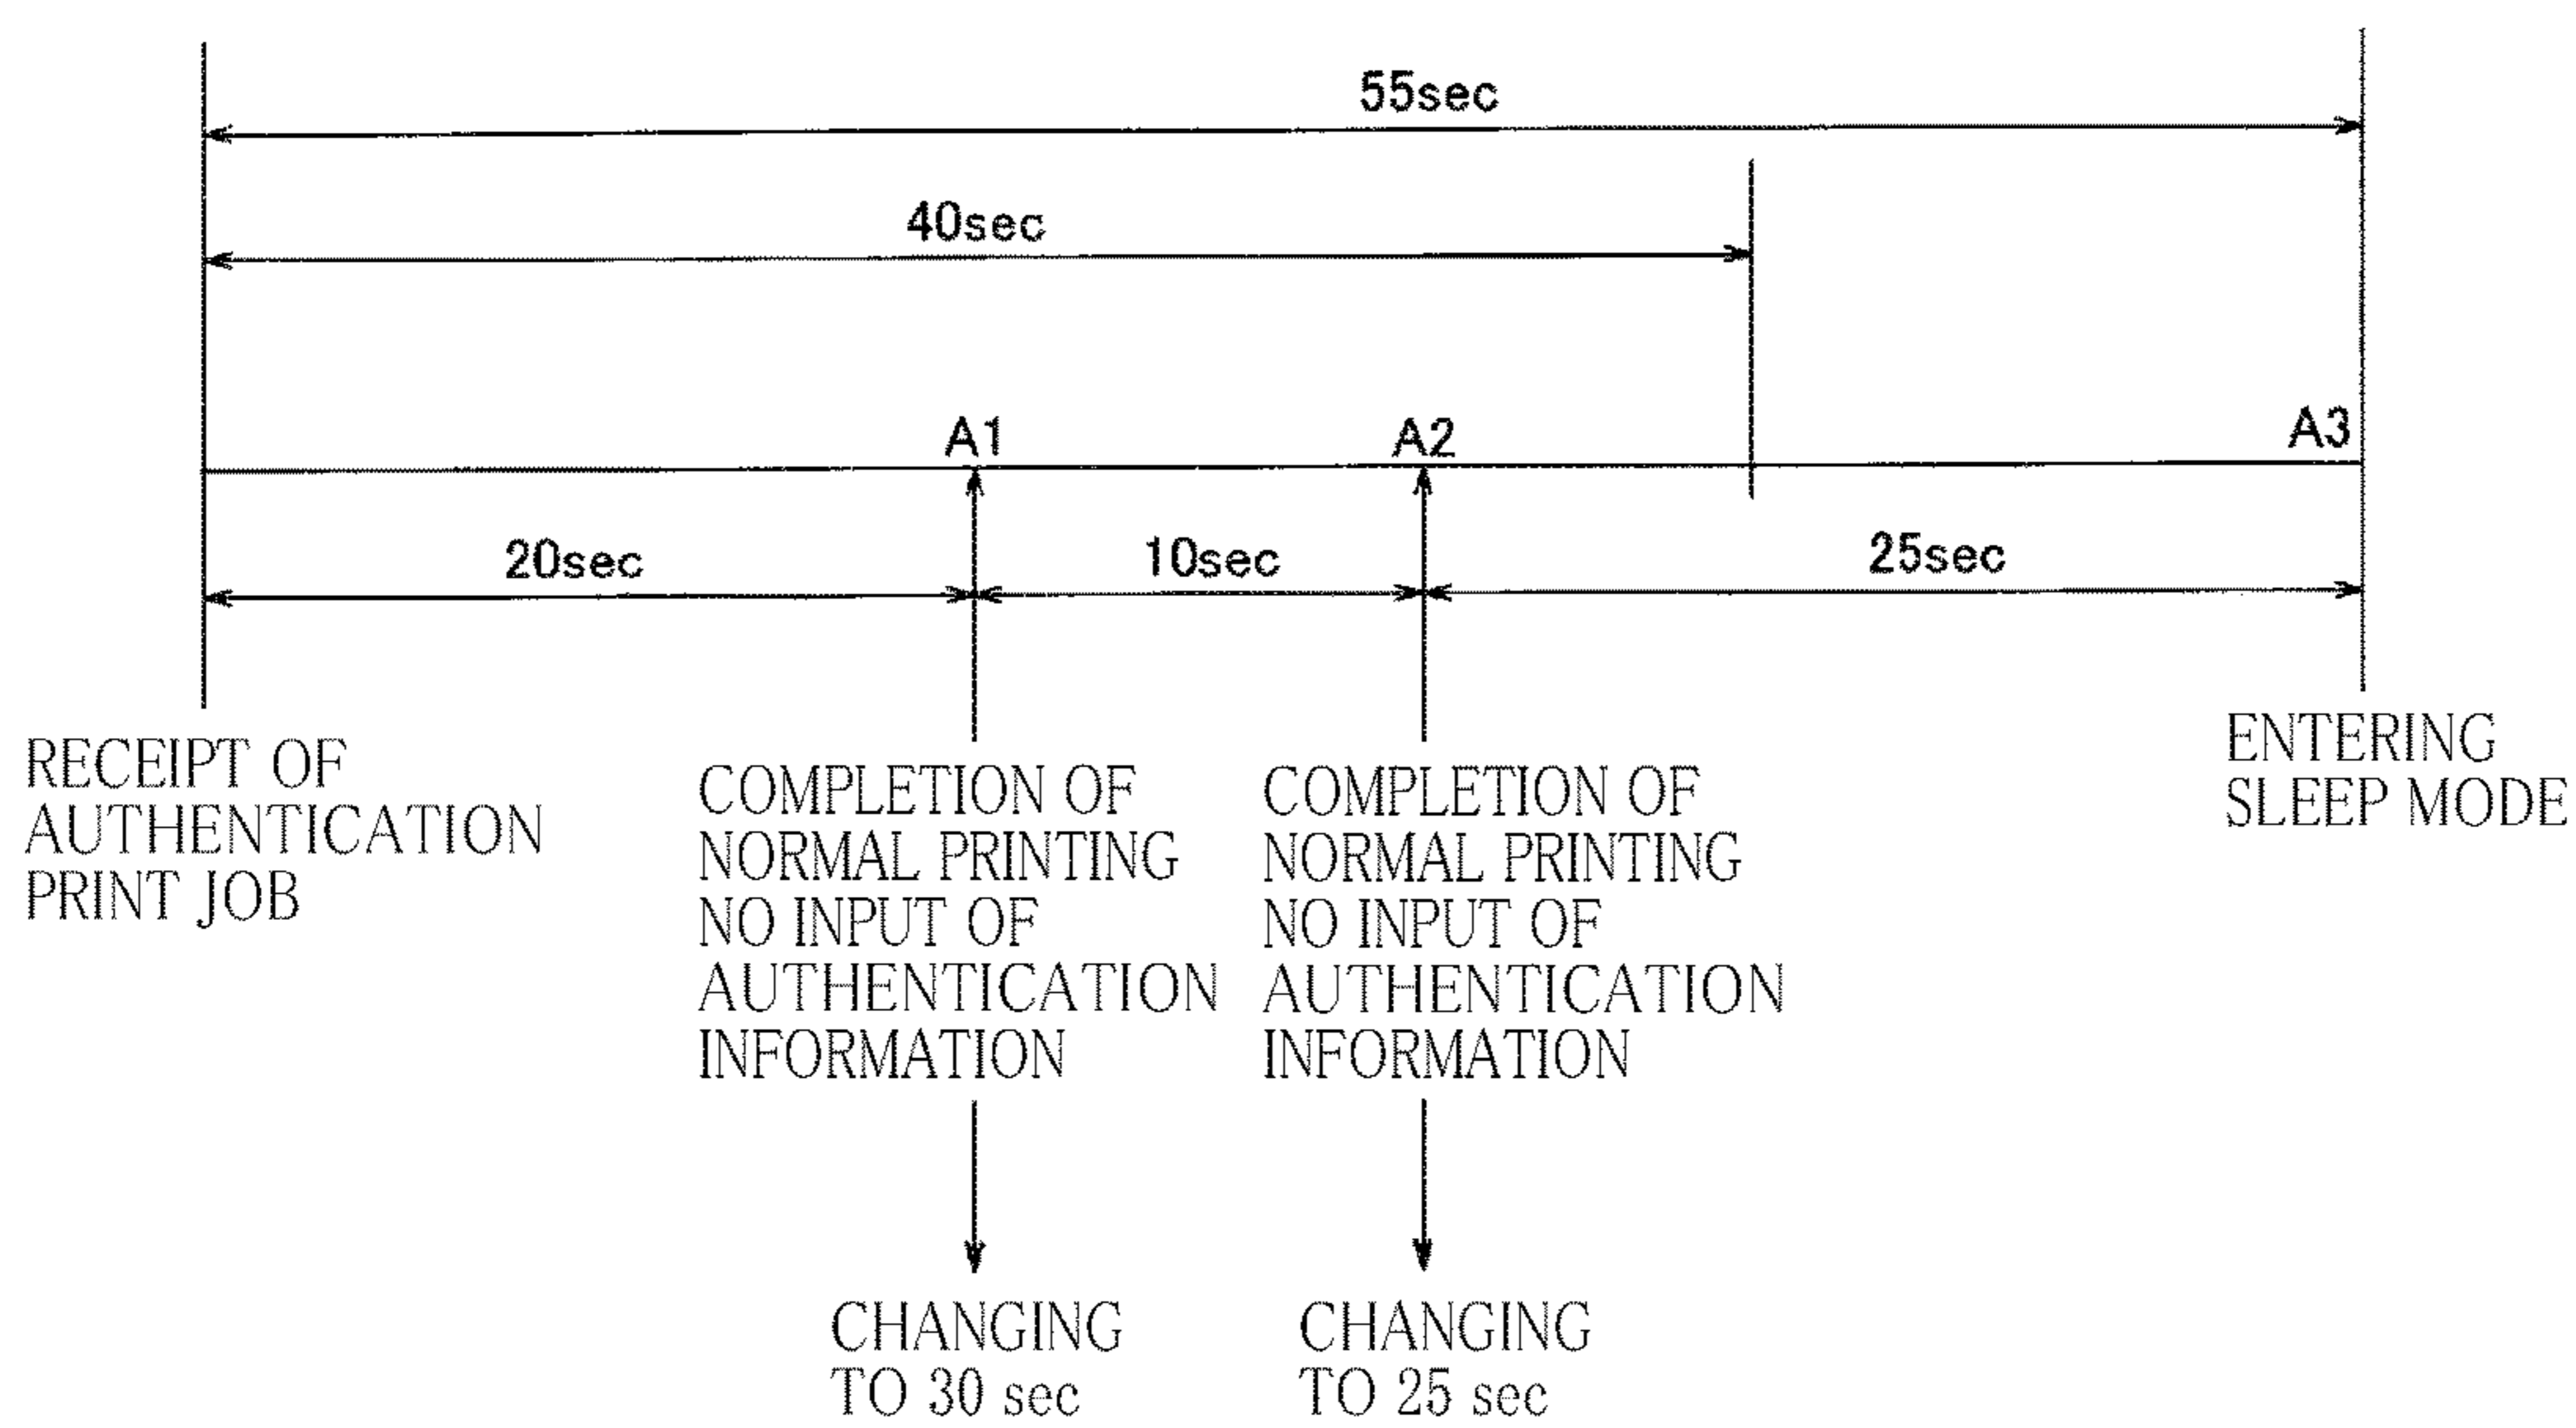 55sec
40sec
A1
A2
A3
20sec
10sec
25sec
RECEIPT OF
AUTHENTICATION
PRINT JOB
COMPLETION OF
NORMAL PRINTING
NO INPUT OF
AUTHENTICATION
INFORMATION
COMPLETION OF
NORMAL PRINTING
NO INPUT OF
AUTHENTICATION
INFORMATION
ENTERING
SLEEP MODE
CHANGING
TO 30 sec
CHANGING
TO 25 sec